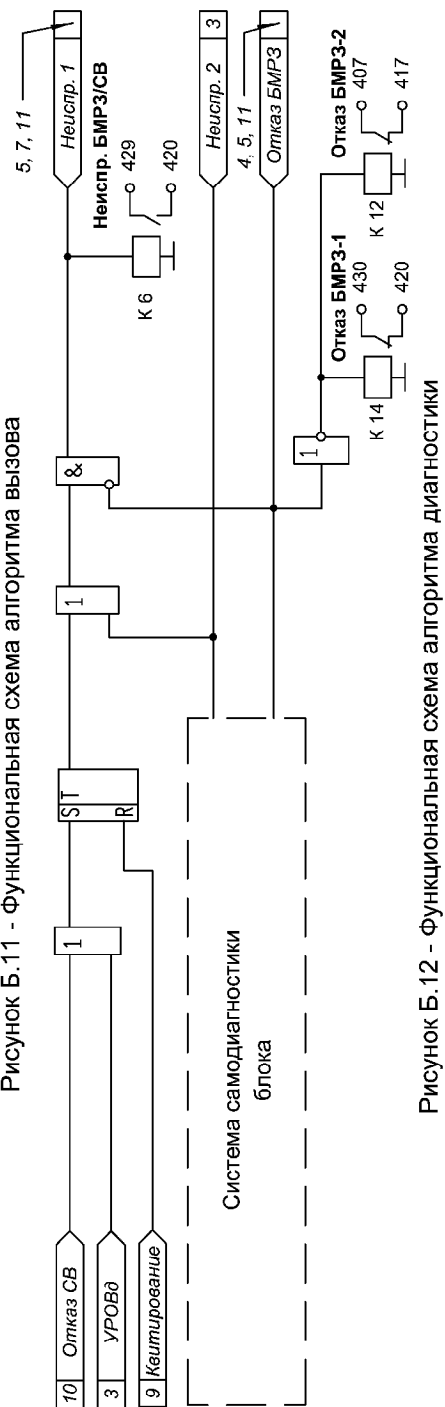 Рисунок Б.11 - Функциональная схема алгоритма вызова
10 Отказ СВ
3 УРОВд
9 Квитирование
1
S T
R
1
&
5, 7, 11
Неиспр. 1 1
Неиспр. БМРЗ/СВ
К 6
429
420
Неиспр. 2 3
4, 5, 11
Отказ БМРЗ 1
Система самодиагностики
блока
1
Отказ БМРЗ-1
К 14
430
420
Отказ БМРЗ-2
К 12
407
417
Рисунок Б.12 - Функциональная схема алгоритма диагностики